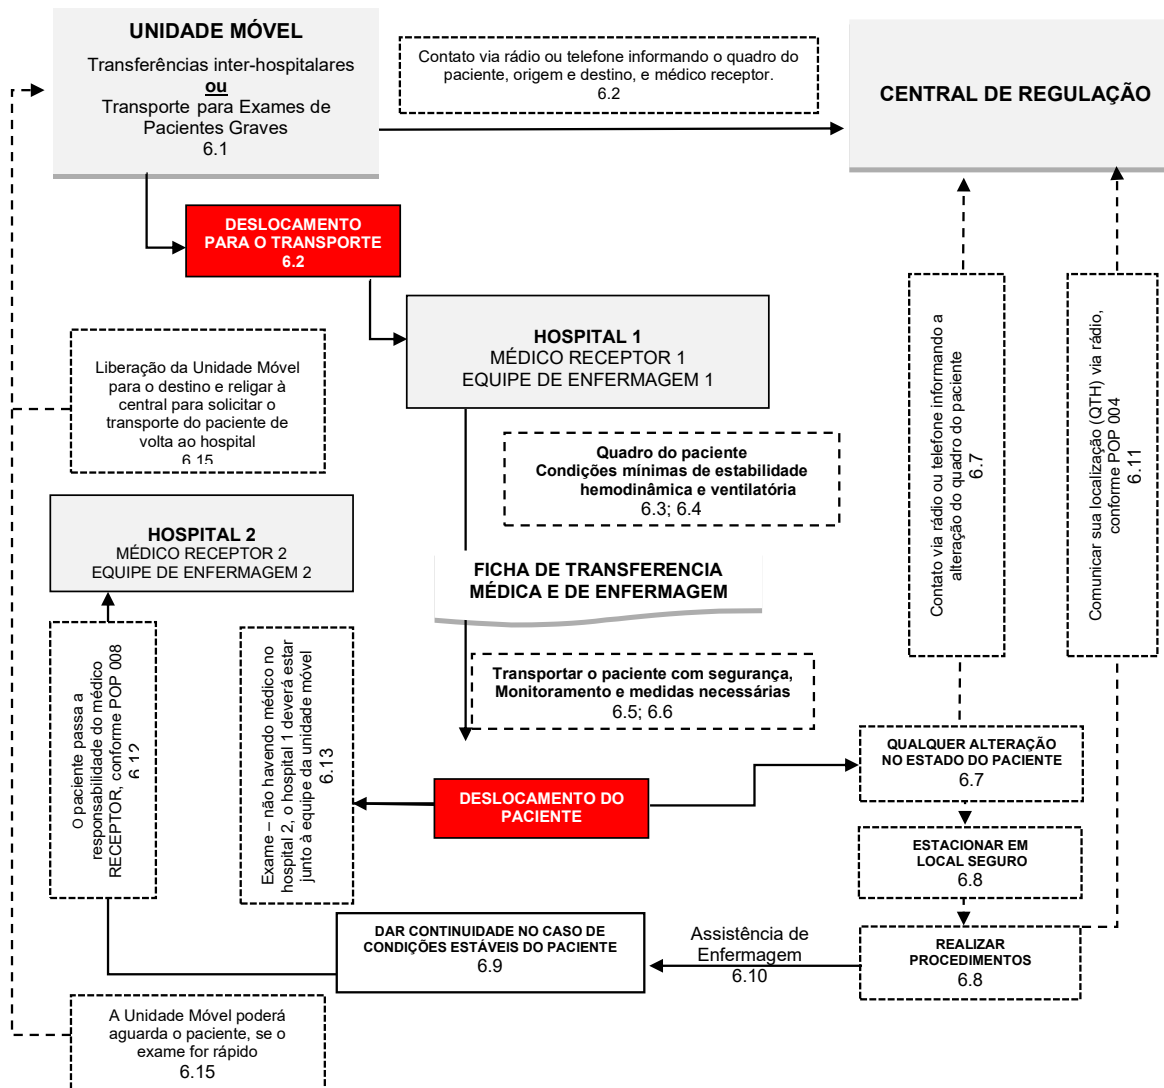 UNIDADE MÓVEL
Transferências inter-hospitalares
ou
Transporte para Exames de
Pacientes Graves
6.1
Contato via rádio ou telefone informando o quadro do
paciente, origem e destino, e médico receptor.
6.2
CENTRAL DE REGULAÇÃO
DESLOCAMENTO
PARA O TRANSPORTE
6.2
HOSPITAL 1
MÉDICO RECEPTOR 1
EQUIPE DE ENFERMAGEM 1
Liberação da Unidade Móvel
para o destino e religar à
central para solicitar o
transporte do paciente de
volta ao hospital
6.15
Quadro do paciente
Condições mínimas de estabilidade
hemodinâmica e ventilatória
6.3; 6.4
Contato via rádio ou telefone informando a
alteração do quadro do paciente
6.7
Comunicar sua localização (QTH) via rádio,
conforme POP 004
6.11
HOSPITAL 2
MÉDICO RECEPTOR 2
EQUIPE DE ENFERMAGEM 2
FICHA DE TRANSFERENCIA
MÉDICA E DE ENFERMAGEM
O paciente passa a
responsabilidade do médico
RECEPTOR, conforme POP 008
6.12
Exame – não havendo médico no
hospital 2, o hospital 1 deverá estar
junto à equipe da unidade móvel
6.13
Transportar o paciente com segurança,
Monitoramento e medidas necessárias
6.5; 6.6
DESLOCAMENTO DO
PACIENTE
QUALQUER ALTERAÇÃO
NO ESTADO DO PACIENTE
6.7
ESTACIONAR EM
LOCAL SEGURO
6.8
REALIZAR
PROCEDIMENTOS
6.8
Assistência de
Enfermagem
6.10
DAR CONTINUIDADE NO CASO DE
CONDIÇÕES ESTÁVEIS DO PACIENTE
6.9
A Unidade Móvel poderá
aguarda o paciente, se o
exame for rápido
6.15